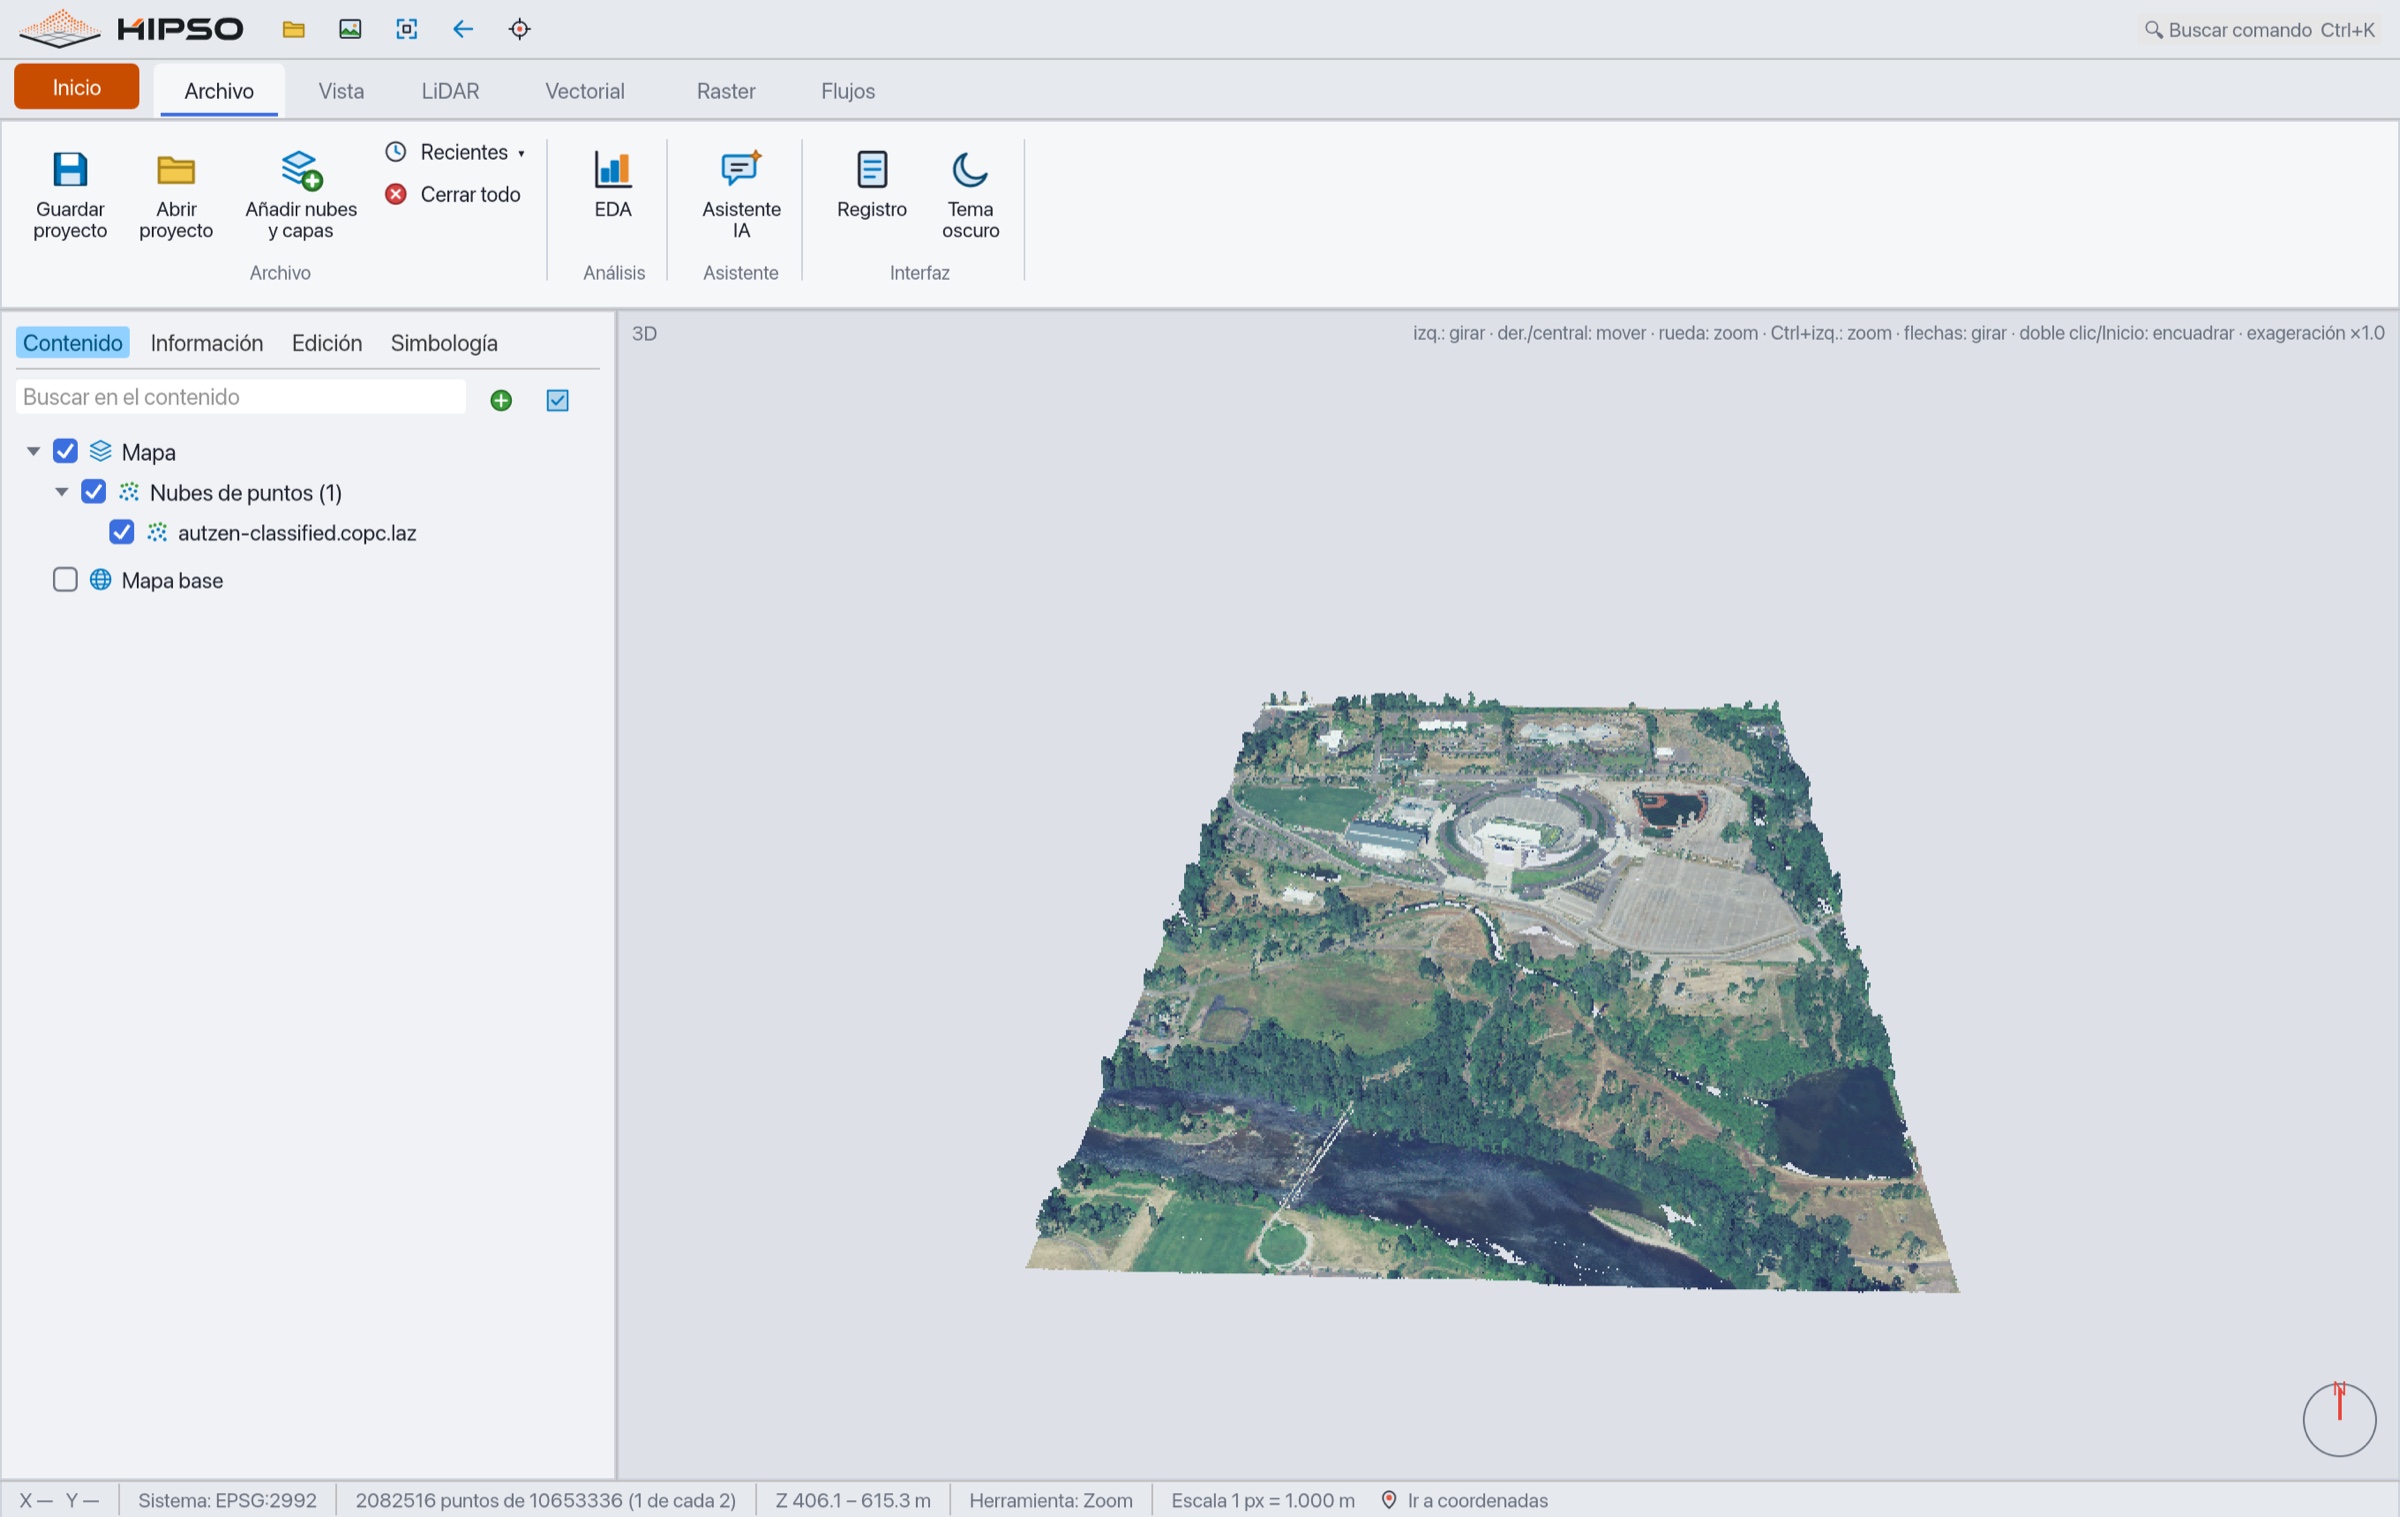 HIPSO
Buscar comando Ctrl+K
Inicio
Archivo
Vista
LiDAR
Vectorial
Raster
Flujos
Guardar
proyecto
Abrir
proyecto
Añadir nubes
y capas
Recientes
Cerrar todo
Archivo
EDA
Análisis
Asistente
IA
Asistente
Registro
Tema
oscuro
Interfaz
Contenido
Información
Edición
Simbología
Buscar en el contenido
Mapa
Nubes de puntos (1)
autzen-classified.copc.laz
Mapa base
3D
izq.: girar · der./central: mover · rueda: zoom · Ctrl+izq.: zoom · flechas: girar · doble clic/Inicio: encuadrar · exageración ×1.0
N
X — Y —
Sistema: EPSG:2992
2082516 puntos de 10653336 (1 de cada 2)
Z 406.1 – 615.3 m
Herramienta: Zoom
Escala 1 px = 1.000 m
Ir a coordenadas